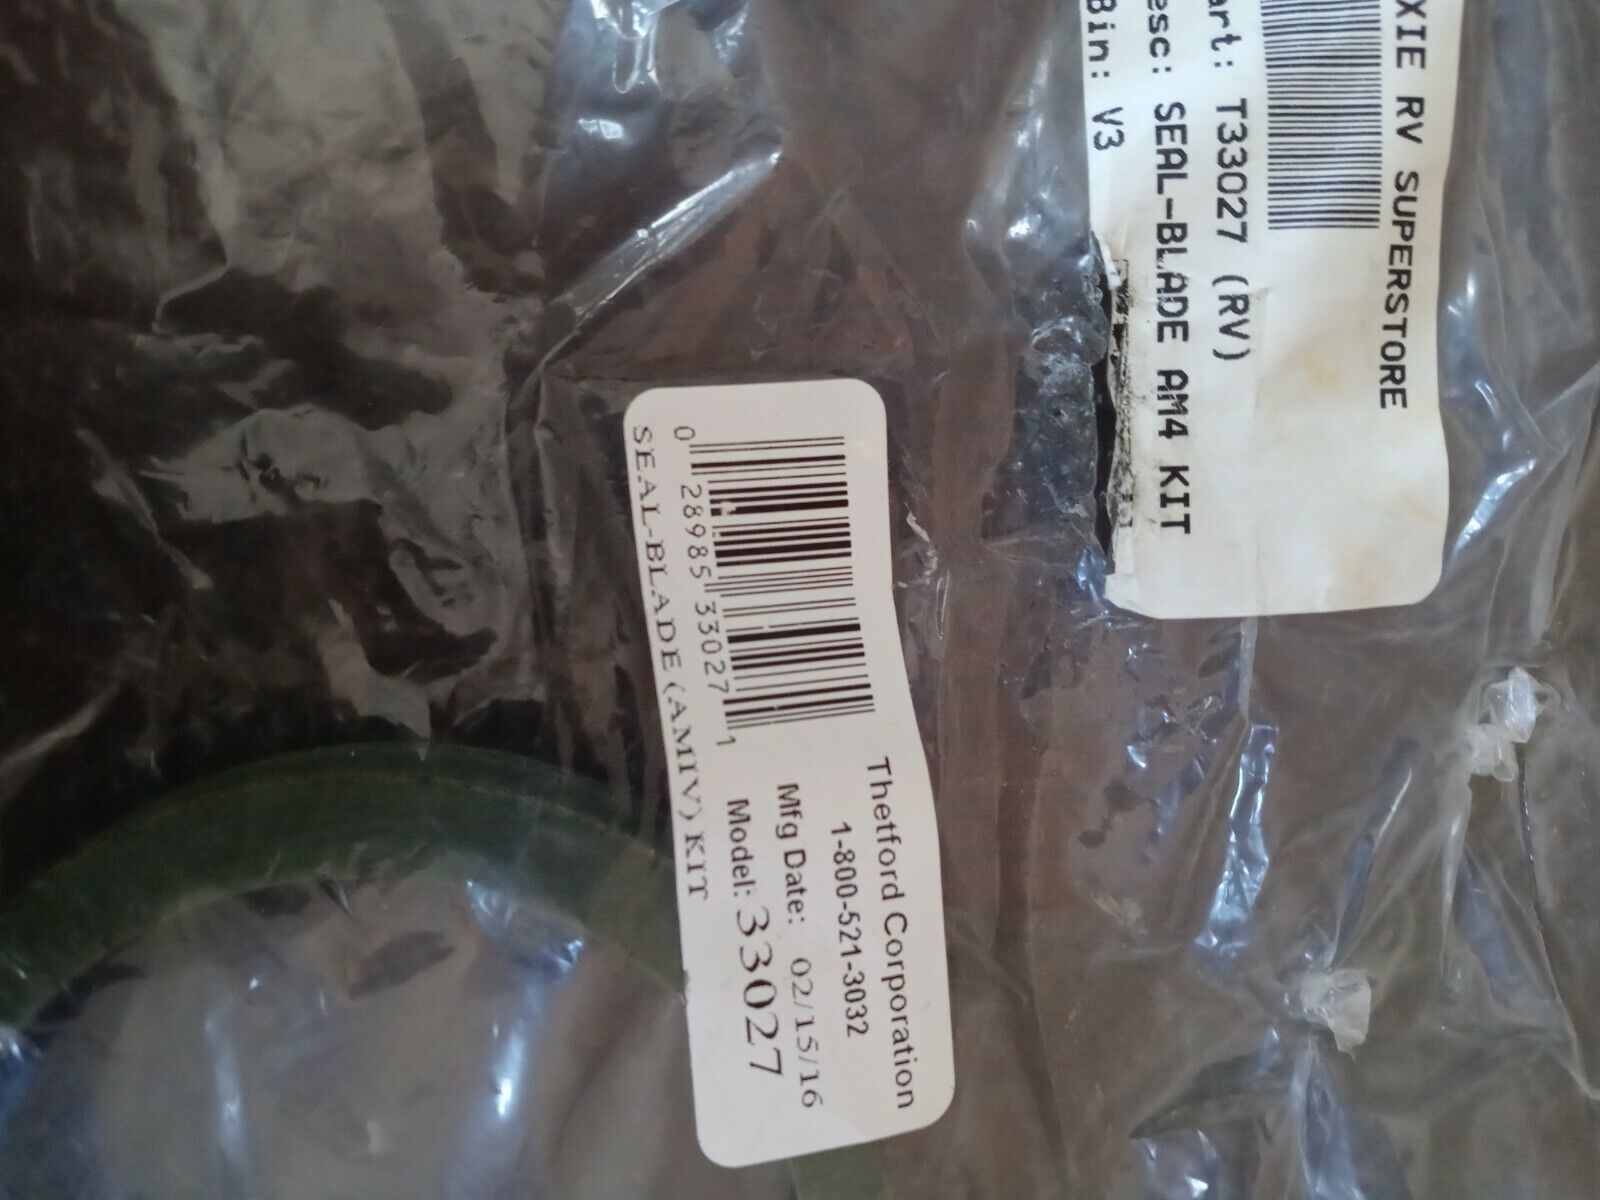 XIE RV SUPERSTORE
art: T33027 (RV)
esc: SEAL-BLADE AM4 KIT
Bin: V3
Thetford Corporation
1-800-521-3032
Mfg Date: 02/15/16
Model: 33027
0 28985 33027 1
SEAL-BLADE (AMIV) KIT